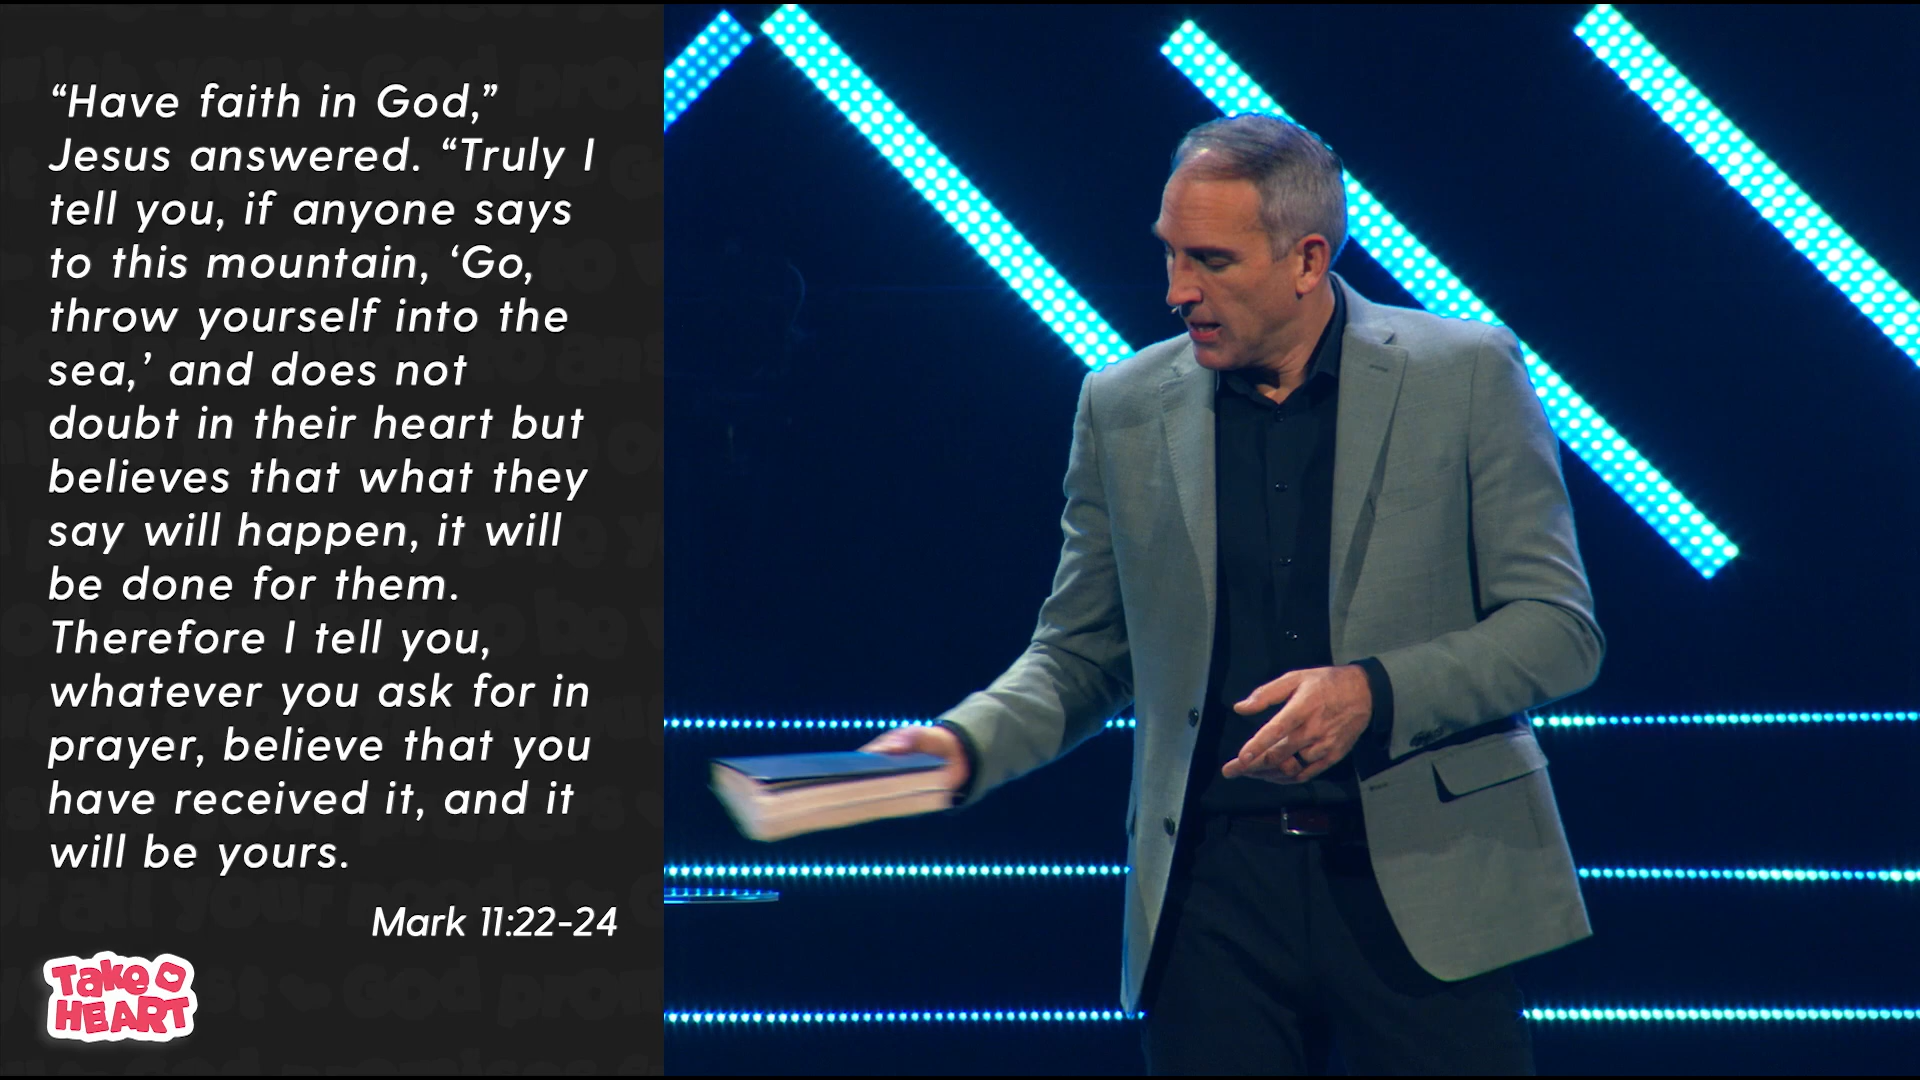 “Have faith in God,”
Jesus answered. “Truly I
tell you, if anyone says
to this mountain, ‘Go,
throw yourself into the
sea,’ and does not
doubt in their heart but
believes that what they
say will happen, it will
be done for them.
Therefore I tell you,
whatever you ask for in
prayer, believe that you
have received it, and it
will be yours.
Mark 11:22-24
Take
HEART